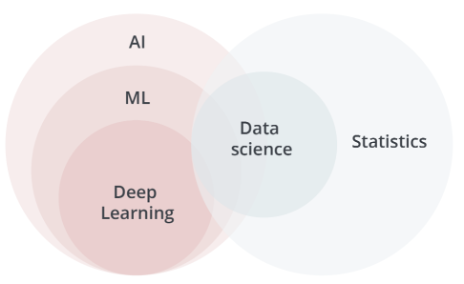 AI
ML
Deep
Learning
Data
science
Statistics